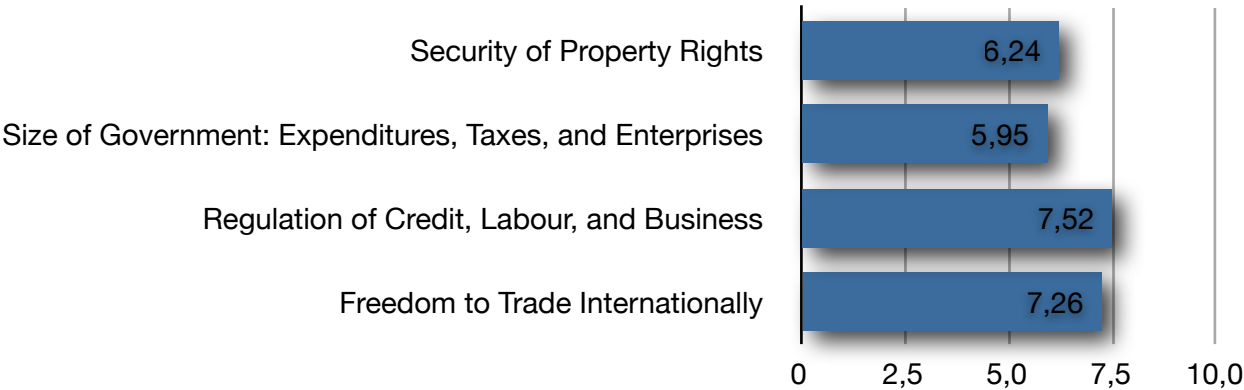 Security of Property Rights 6,24
Size of Government: Expenditures, Taxes, and Enterprises 5,95
Regulation of Credit, Labour, and Business 7,52
Freedom to Trade Internationally 7,26
0 2,5 5,0 7,5 10,0